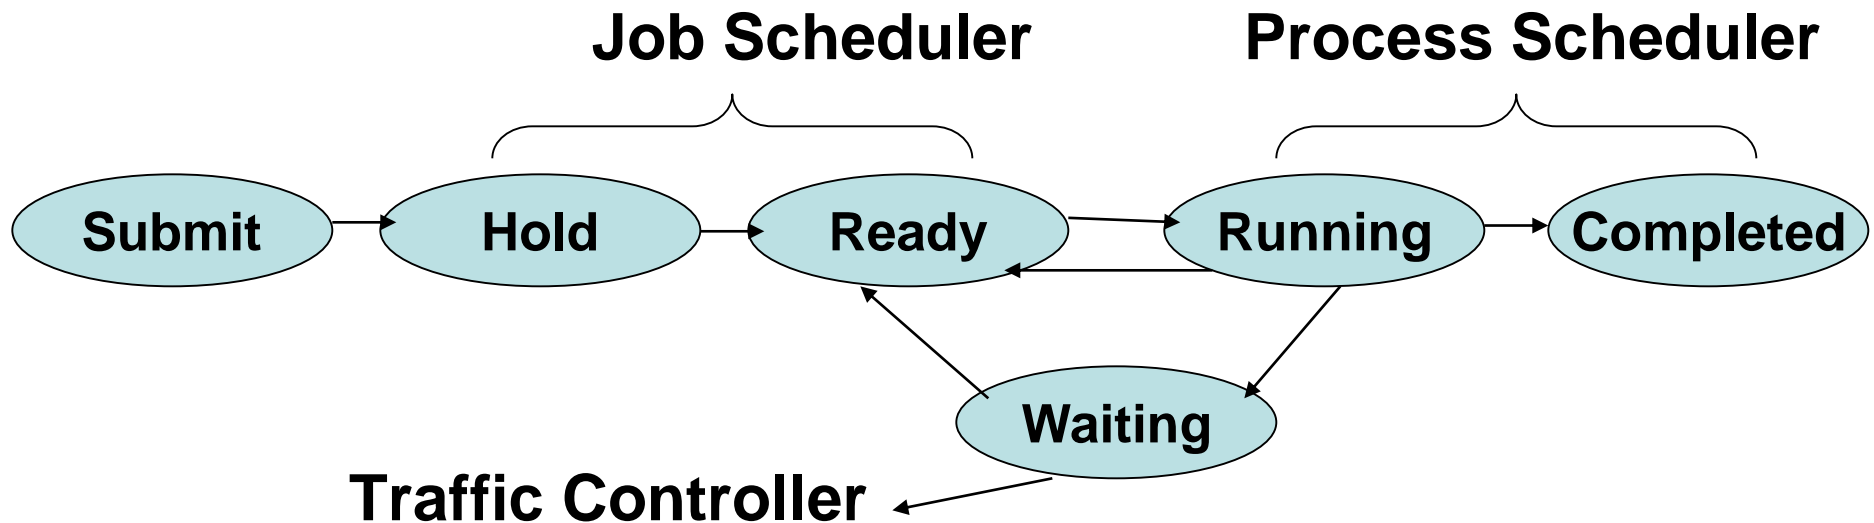 Job Scheduler
Process Scheduler
Submit
Hold
Ready
Running
Completed
Waiting
Traffic Controller